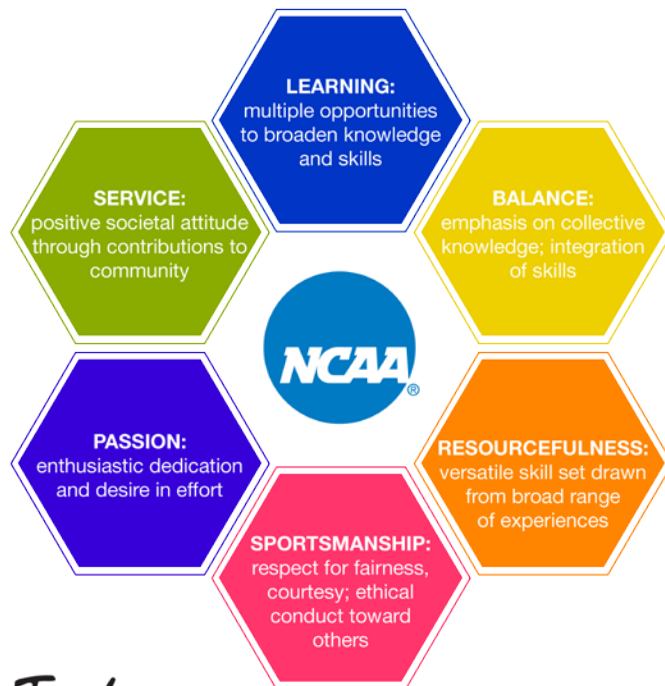 LEARNING:
multiple opportunities
to broaden knowledge
and skills
SERVICE:
positive societal attitude
through contributions to
community
BALANCE:
emphasis on collective
knowledge; integration
of skills
NCAA®
PASSION:
enthusiastic dedication
and desire in effort
RESOURCEFULNESS:
versatile skill set drawn
from broad range
of experiences
SPORTSMANSHIP:
respect for fairness,
courtesy; ethical
conduct toward
others